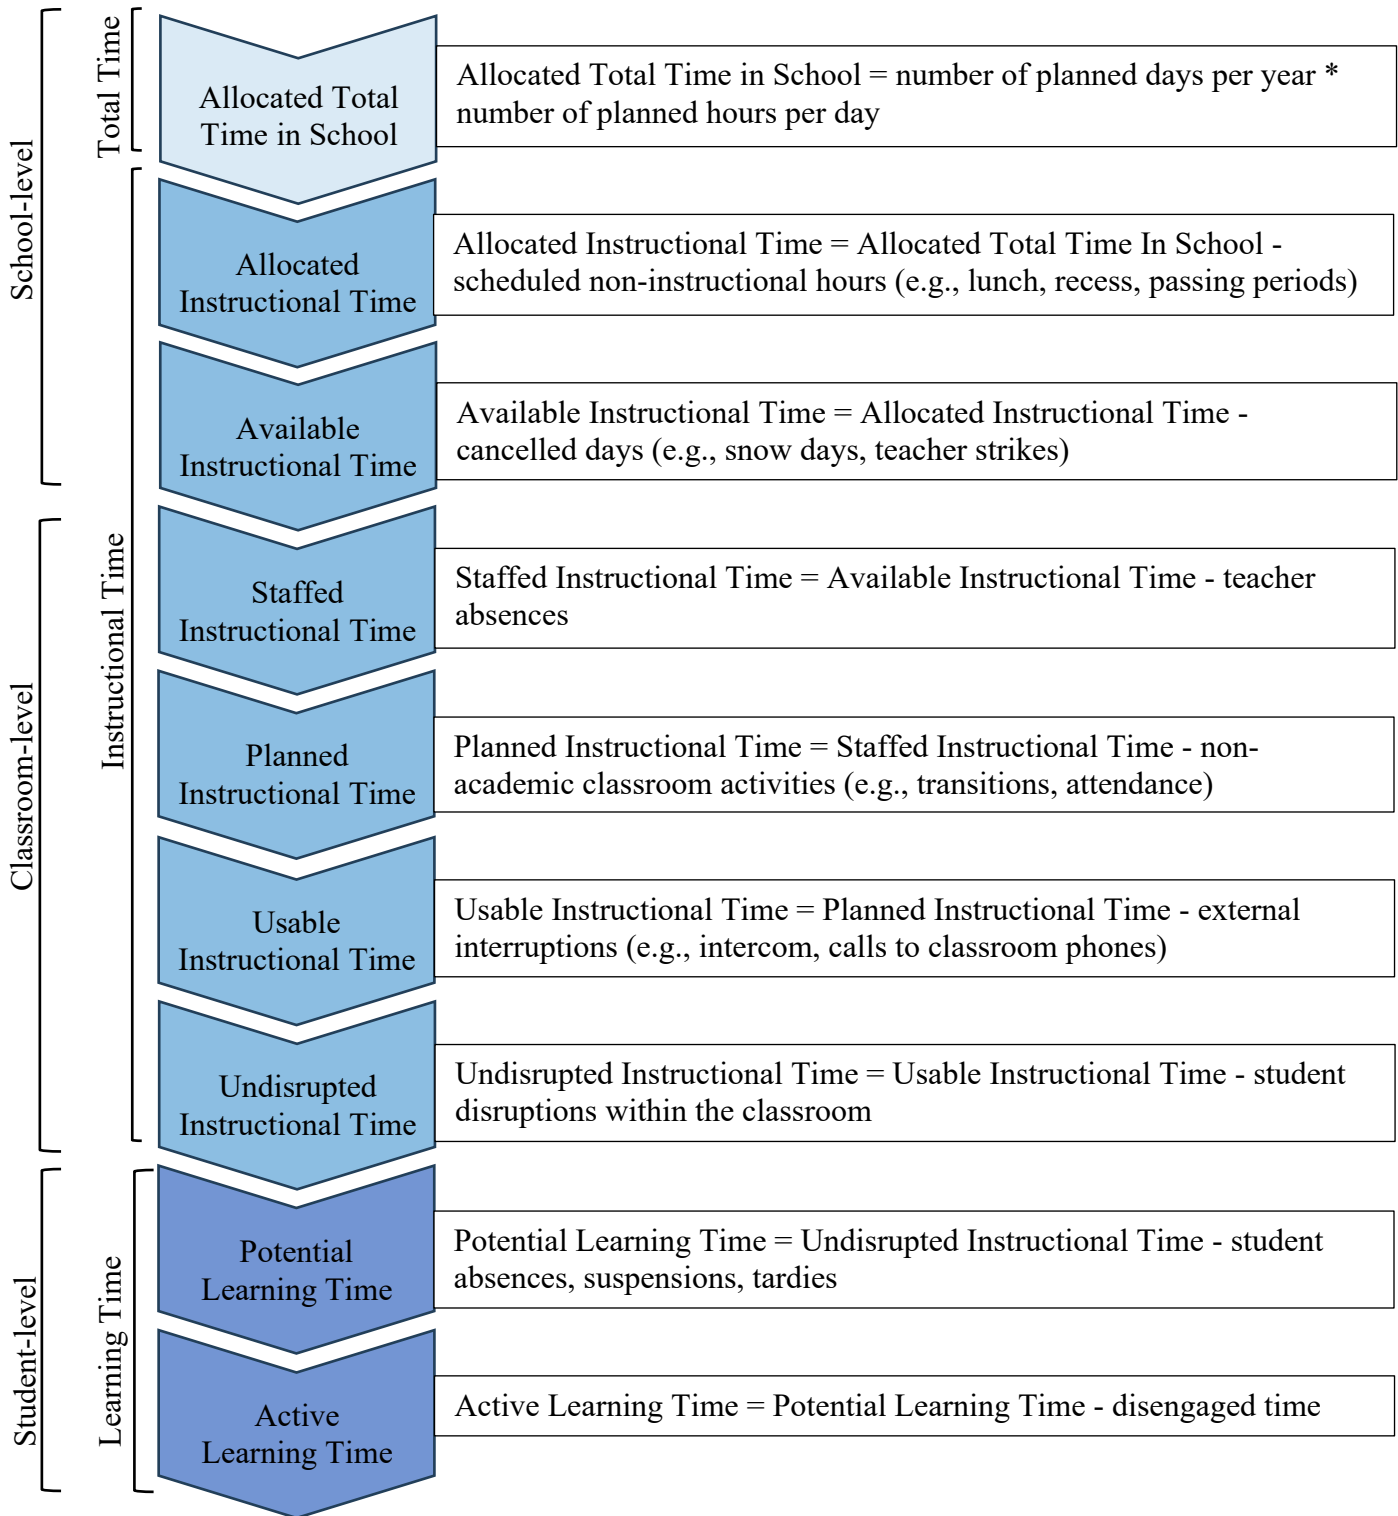 School-level
Total Time
Allocated Total
Time in School
Allocated Total Time in School = number of planned days per year *
number of planned hours per day
Instructional Time
Allocated
Instructional Time
Allocated Instructional Time = Allocated Total Time In School -
scheduled non-instructional hours (e.g., lunch, recess, passing periods)
Available
Instructional Time
Available Instructional Time = Allocated Instructional Time -
cancelled days (e.g., snow days, teacher strikes)
Classroom-level
Staffed
Instructional Time
Staffed Instructional Time = Available Instructional Time - teacher
absences
Planned
Instructional Time
Planned Instructional Time = Staffed Instructional Time - non-
academic classroom activities (e.g., transitions, attendance)
Usable
Instructional Time
Usable Instructional Time = Planned Instructional Time - external
interruptions (e.g., intercom, calls to classroom phones)
Undisrupted
Instructional Time
Undisrupted Instructional Time = Usable Instructional Time - student
disruptions within the classroom
Student-level
Learning Time
Potential
Learning Time
Potential Learning Time = Undisrupted Instructional Time - student
absences, suspensions, tardies
Active
Learning Time
Active Learning Time = Potential Learning Time - disengaged time